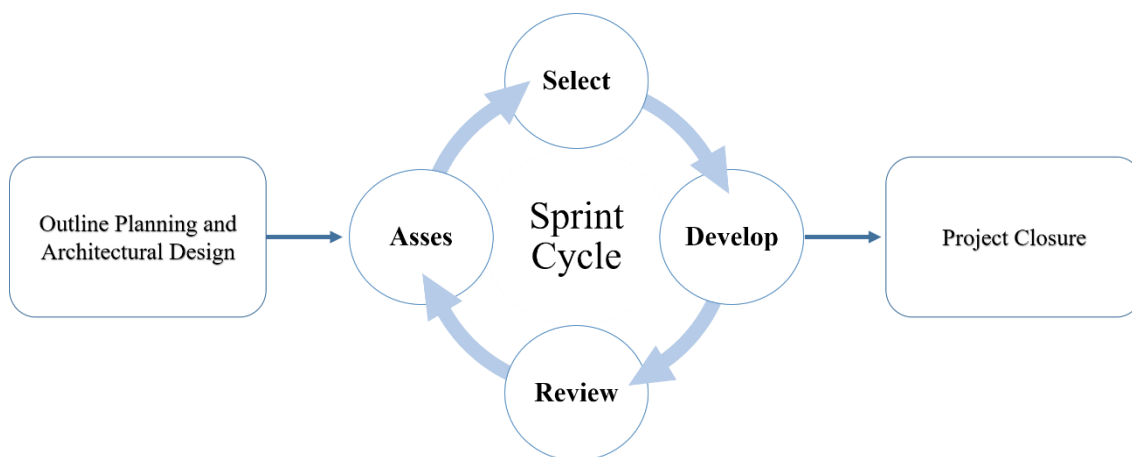 Select
Outline Planning and
Architectural Design
Asses
Sprint
Cycle
Develop
Project Closure
Review